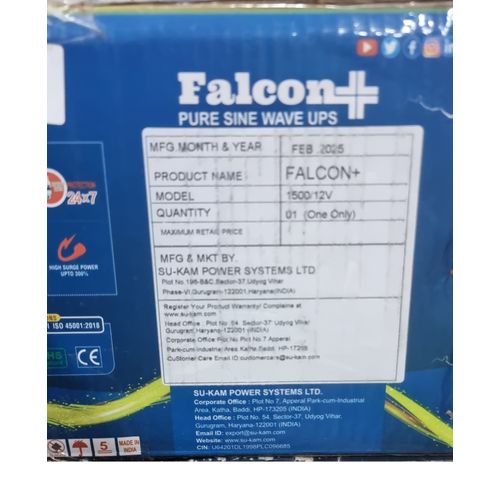 Falcon+
PURE SINE WAVE UPS
MFG MONTH & YEAR FEB .2025
PRODUCT NAME FALCON+
MODEL 1500/12V
QUANTITY 01 (One Only)
MAXIMUM RETAIL PRICE
MFG & MKT BY.
SU-KAM POWER SYSTEMS LTD
Plot No.196-B&C,Sector-37,Udyog Vihar
Phase-VI,Gurugram-122001,Haryana(INDIA)
Register Your Product Warranty/ Complaine at
www.su-kam.com
Head Office : Plot No. 54, Sector-37, Udyog Vihar
Gurugram,Haryana-122001 (INDIA)
Corporate Office Plot No.7 Apperal
Park-cum-Industrial Area Katha,Baddi, HP-17205
Customer Care Email ID:customercare@su-kam.com
24x7
HIGH SURGE POWER
UPTO 300%
ISO 45001:2018
CE
SU-KAM POWER SYSTEMS LTD.
Corporate Office : Plot No 7, Apperal Park-cum-Industrial
Area, Katha, Baddi, HP-173205 (INDIA)
Head Office : Plot No. 54, Sector-37, Udyog Vihar,
Gurugram, Haryana-122001 (INDIA)
Email ID: export@su-kam.com
Website: www.su-kam.com
CIN: U64201DL1998PLC096685
5
MADE IN
INDIA